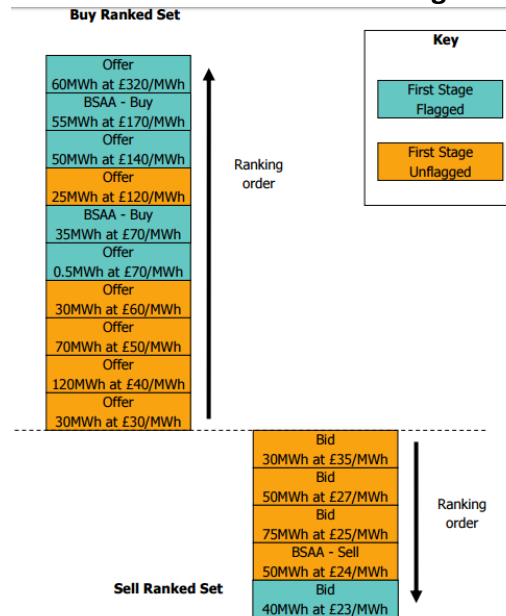 Buy Ranked Set
Offer
60MWh at £320/MWh
BSAA - Buy
55MWh at £170/MWh
Offer
50MWh at £140/MWh
Offer
25MWh at £120/MWh
BSAA - Buy
35MWh at £70/MWh
Offer
0.5MWh at £70/MWh
Offer
30MWh at £60/MWh
Offer
70MWh at £50/MWh
Offer
120MWh at £40/MWh
Offer
30MWh at £30/MWh
Ranking
order
Key
First Stage
Flagged
First Stage
Unflagged
Bid
30MWh at £35/MWh
Bid
50MWh at £27/MWh
Bid
75MWh at £25/MWh
BSAA - Sell
50MWh at £24/MWh
Bid
40MWh at £23/MWh
Ranking
order
Sell Ranked Set